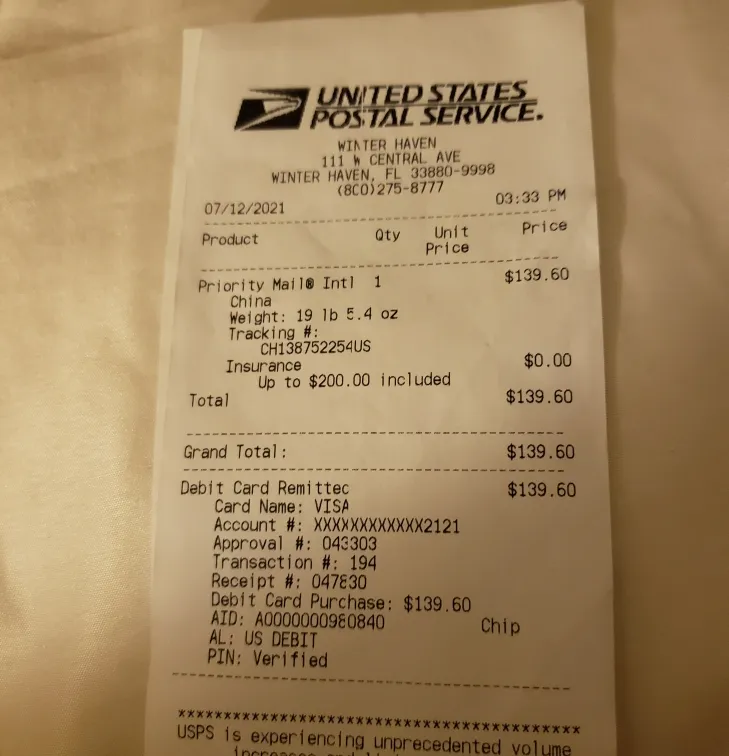 UNITED STATES
POSTAL SERVICE.
WINTER HAVEN
111 W CENTRAL AVE
WINTER HAVEN, FL 33880-9998
(800)275-8777
07/12/2021 03:33 PM
Product Qty Unit Price
Price
Priority Mail® Intl 1 $139.60
China
Weight: 19 lb 5.4 oz
Tracking #:
CH138752254US
Insurance $0.00
Up to $200.00 included
Total $139.60
Grand Total: $139.60
Debit Card Remitted $139.60
Card Name: VISA
Account #: XXXXXXXXXXXX2121
Approval #: 043303
Transaction #: 194
Receipt #: 047830
Debit Card Purchase: $139.60
AID: A0000000980840 Chip
AL: US DEBIT
PIN: Verified
*****************************************
USPS is experiencing unprecedented volume